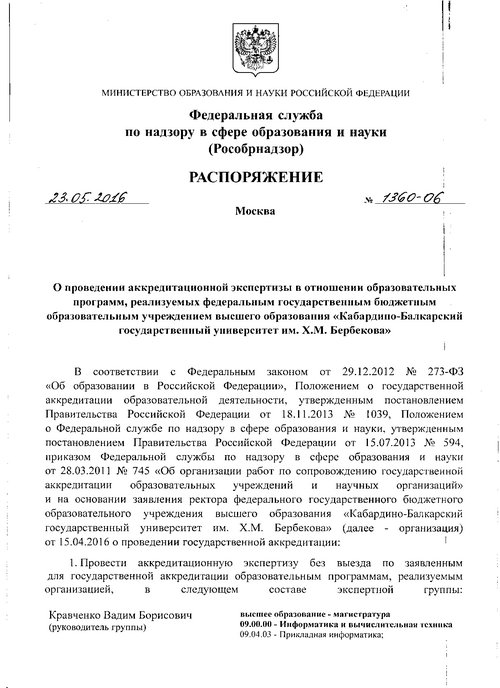 МИНИСТЕРСТВО ОБРАЗОВАНИЯ И НАУКИ РОССИЙСКОЙ ФЕДЕРАЦИИ
Федеральная служба
по надзору в сфере образования и науки
(Рособрнадзор)
РАСПОРЯЖЕНИЕ
23.05.2016 № 1360-06
Москва
О проведении аккредитационной экспертизы в отношении образовательных
программ, реализуемых федеральным государственным бюджетным
образовательным учреждением высшего образования «Кабардино-Балкарский
государственный университет им. Х.М. Бербекова»
В соответствии с Федеральным законом от 29.12.2012 № 273-ФЗ
«Об образовании в Российской Федерации», Положением о государственной
аккредитации образовательной деятельности, утвержденным постановлением
Правительства Российской Федерации от 18.11.2013 № 1039, Положением
о Федеральной службе по надзору в сфере образования и науки, утвержденным
постановлением Правительства Российской Федерации от 15.07.2013 № 594,
приказом Федеральной службы по надзору в сфере образования и науки
от 28.03.2011 № 745 «Об организации работ по сопровождению государственной
аккредитации образовательных учреждений и научных организаций»
и на основании заявления ректора федерального государственного бюджетного
образовательного учреждения высшего образования «Кабардино-Балкарский
государственный университет им. Х.М. Бербекова» (далее - организация)
от 15.04.2016 о проведении государственной аккредитации:
1. Провести аккредитационную экспертизу без выезда по заявленным
для государственной аккредитации образовательным программам, реализуемым
организацией, в следующем составе экспертной группы:
Кравченко Вадим Борисович
(руководитель группы)
высшее образование - магистратура
09.00.00 - Информатика и вычислительная техника
09.04.03 - Прикладная информатика;